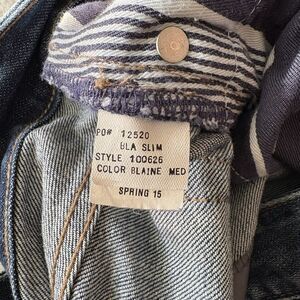 PO# 12520
BLA SLIM
STYLE 100626
COLOR BLAINE MED
SPRING 15